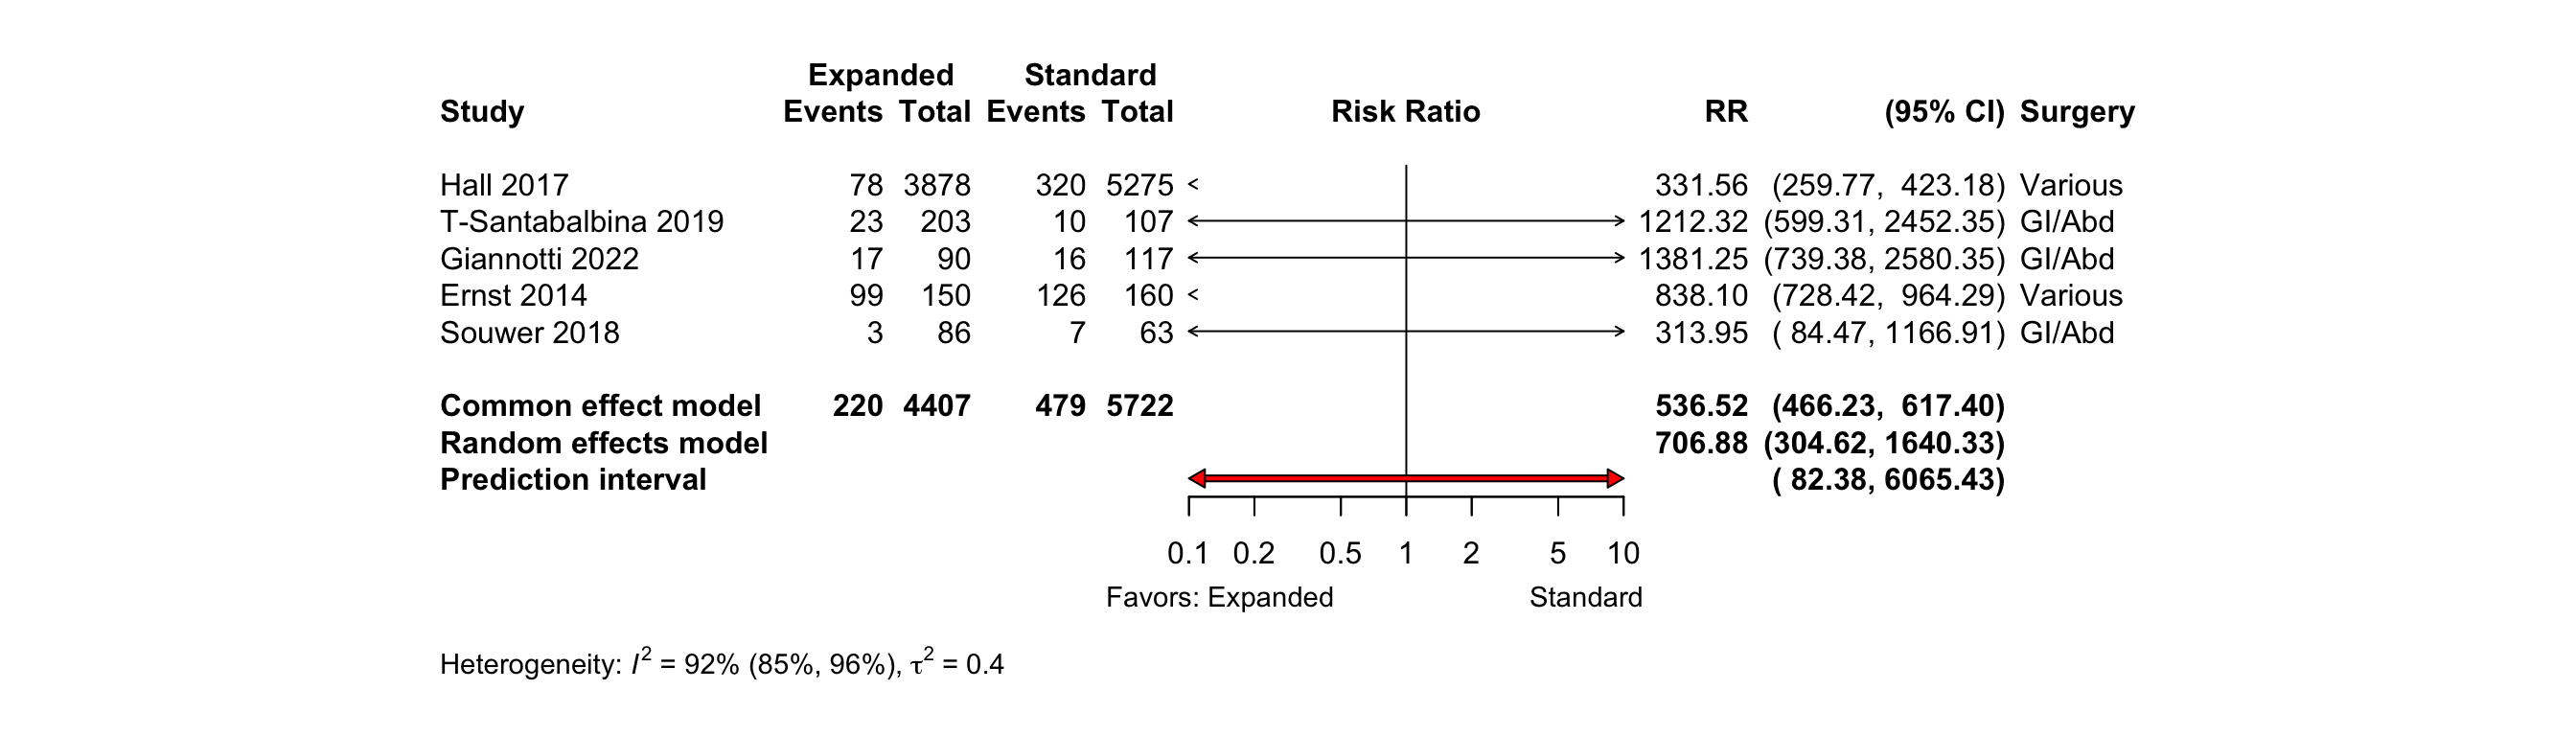 Expanded Standard
Study Events Total Events Total Risk Ratio RR (95% CI) Surgery
Hall 2017 78 3878 320 5275 331.56 (259.77, 423.18) Various
T-Santabalbina 2019 23 203 10 107 1212.32 (599.31, 2452.35) GI/Abd
Giannotti 2022 17 90 16 117 1381.25 (739.38, 2580.35) GI/Abd
Ernst 2014 99 150 126 160 838.10 (728.42, 964.29) Various
Souwer 2018 3 86 7 63 313.95 ( 84.47, 1166.91) GI/Abd
Common effect model 220 4407 479 5722 536.52 (466.23, 617.40)
Random effects model 706.88 (304.62, 1640.33)
Prediction interval ( 82.38, 6065.43)
0.1 0.2 0.5 1 2 5 10
Favors: Expanded Standard
Heterogeneity: I² = 92% (85%, 96%), τ² = 0.4